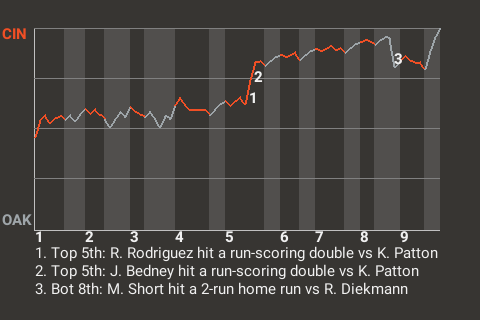 CIN
3
2
1
OAK
1 2 3 4 5 6 7 8 9
1. Top 5th: R. Rodriguez hit a run-scoring double vs K. Patton
2. Top 5th: J. Bedney hit a run-scoring double vs K. Patton
3. Bot 8th: M. Short hit a 2-run home run vs R. Diekmann